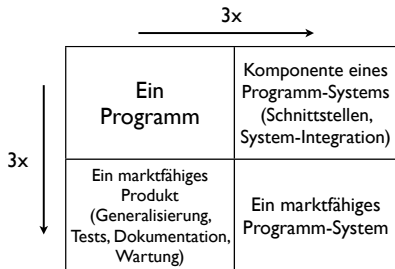 3x
Ein
Programm
Komponente eines
Programm-Systems
(Schnittstellen,
System-Integration)
3x
Ein marktfähiges
Produkt
(Generalisierung,
Tests, Dokumentation,
Wartung)
Ein marktfähiges
Programm-System